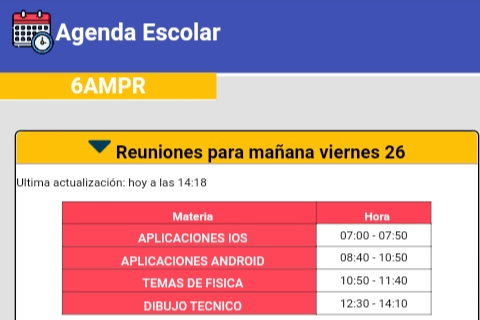 Agenda Escolar
6AMPR
Reuniones para mañana viernes 26
Ultima actualización: hoy a las 14:18
Materia Hora
APLICACIONES IOS 07:00 - 07:50
APLICACIONES ANDROID 08:40 - 10:50
TEMAS DE FISICA 10:50 - 11:40
DIBUJO TECNICO 12:30 - 14:10